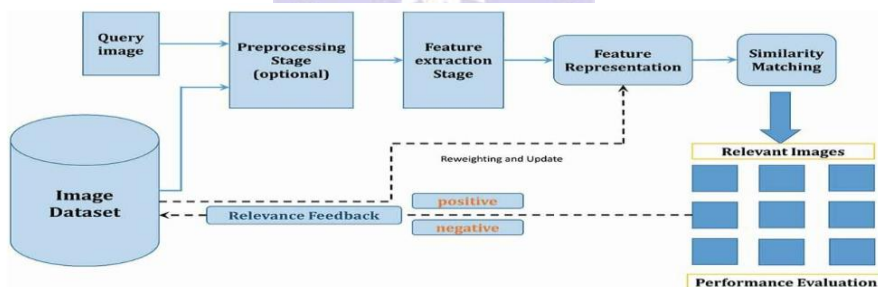 Query
image
Preprocessing
Stage
(optional)
Feature
extraction
Stage
Feature
Representation
Similarity
Matching
Reweighting and Update
Relevant Images
Image
Dataset
Relevance Feedback
positive
negative
Performance Evaluation